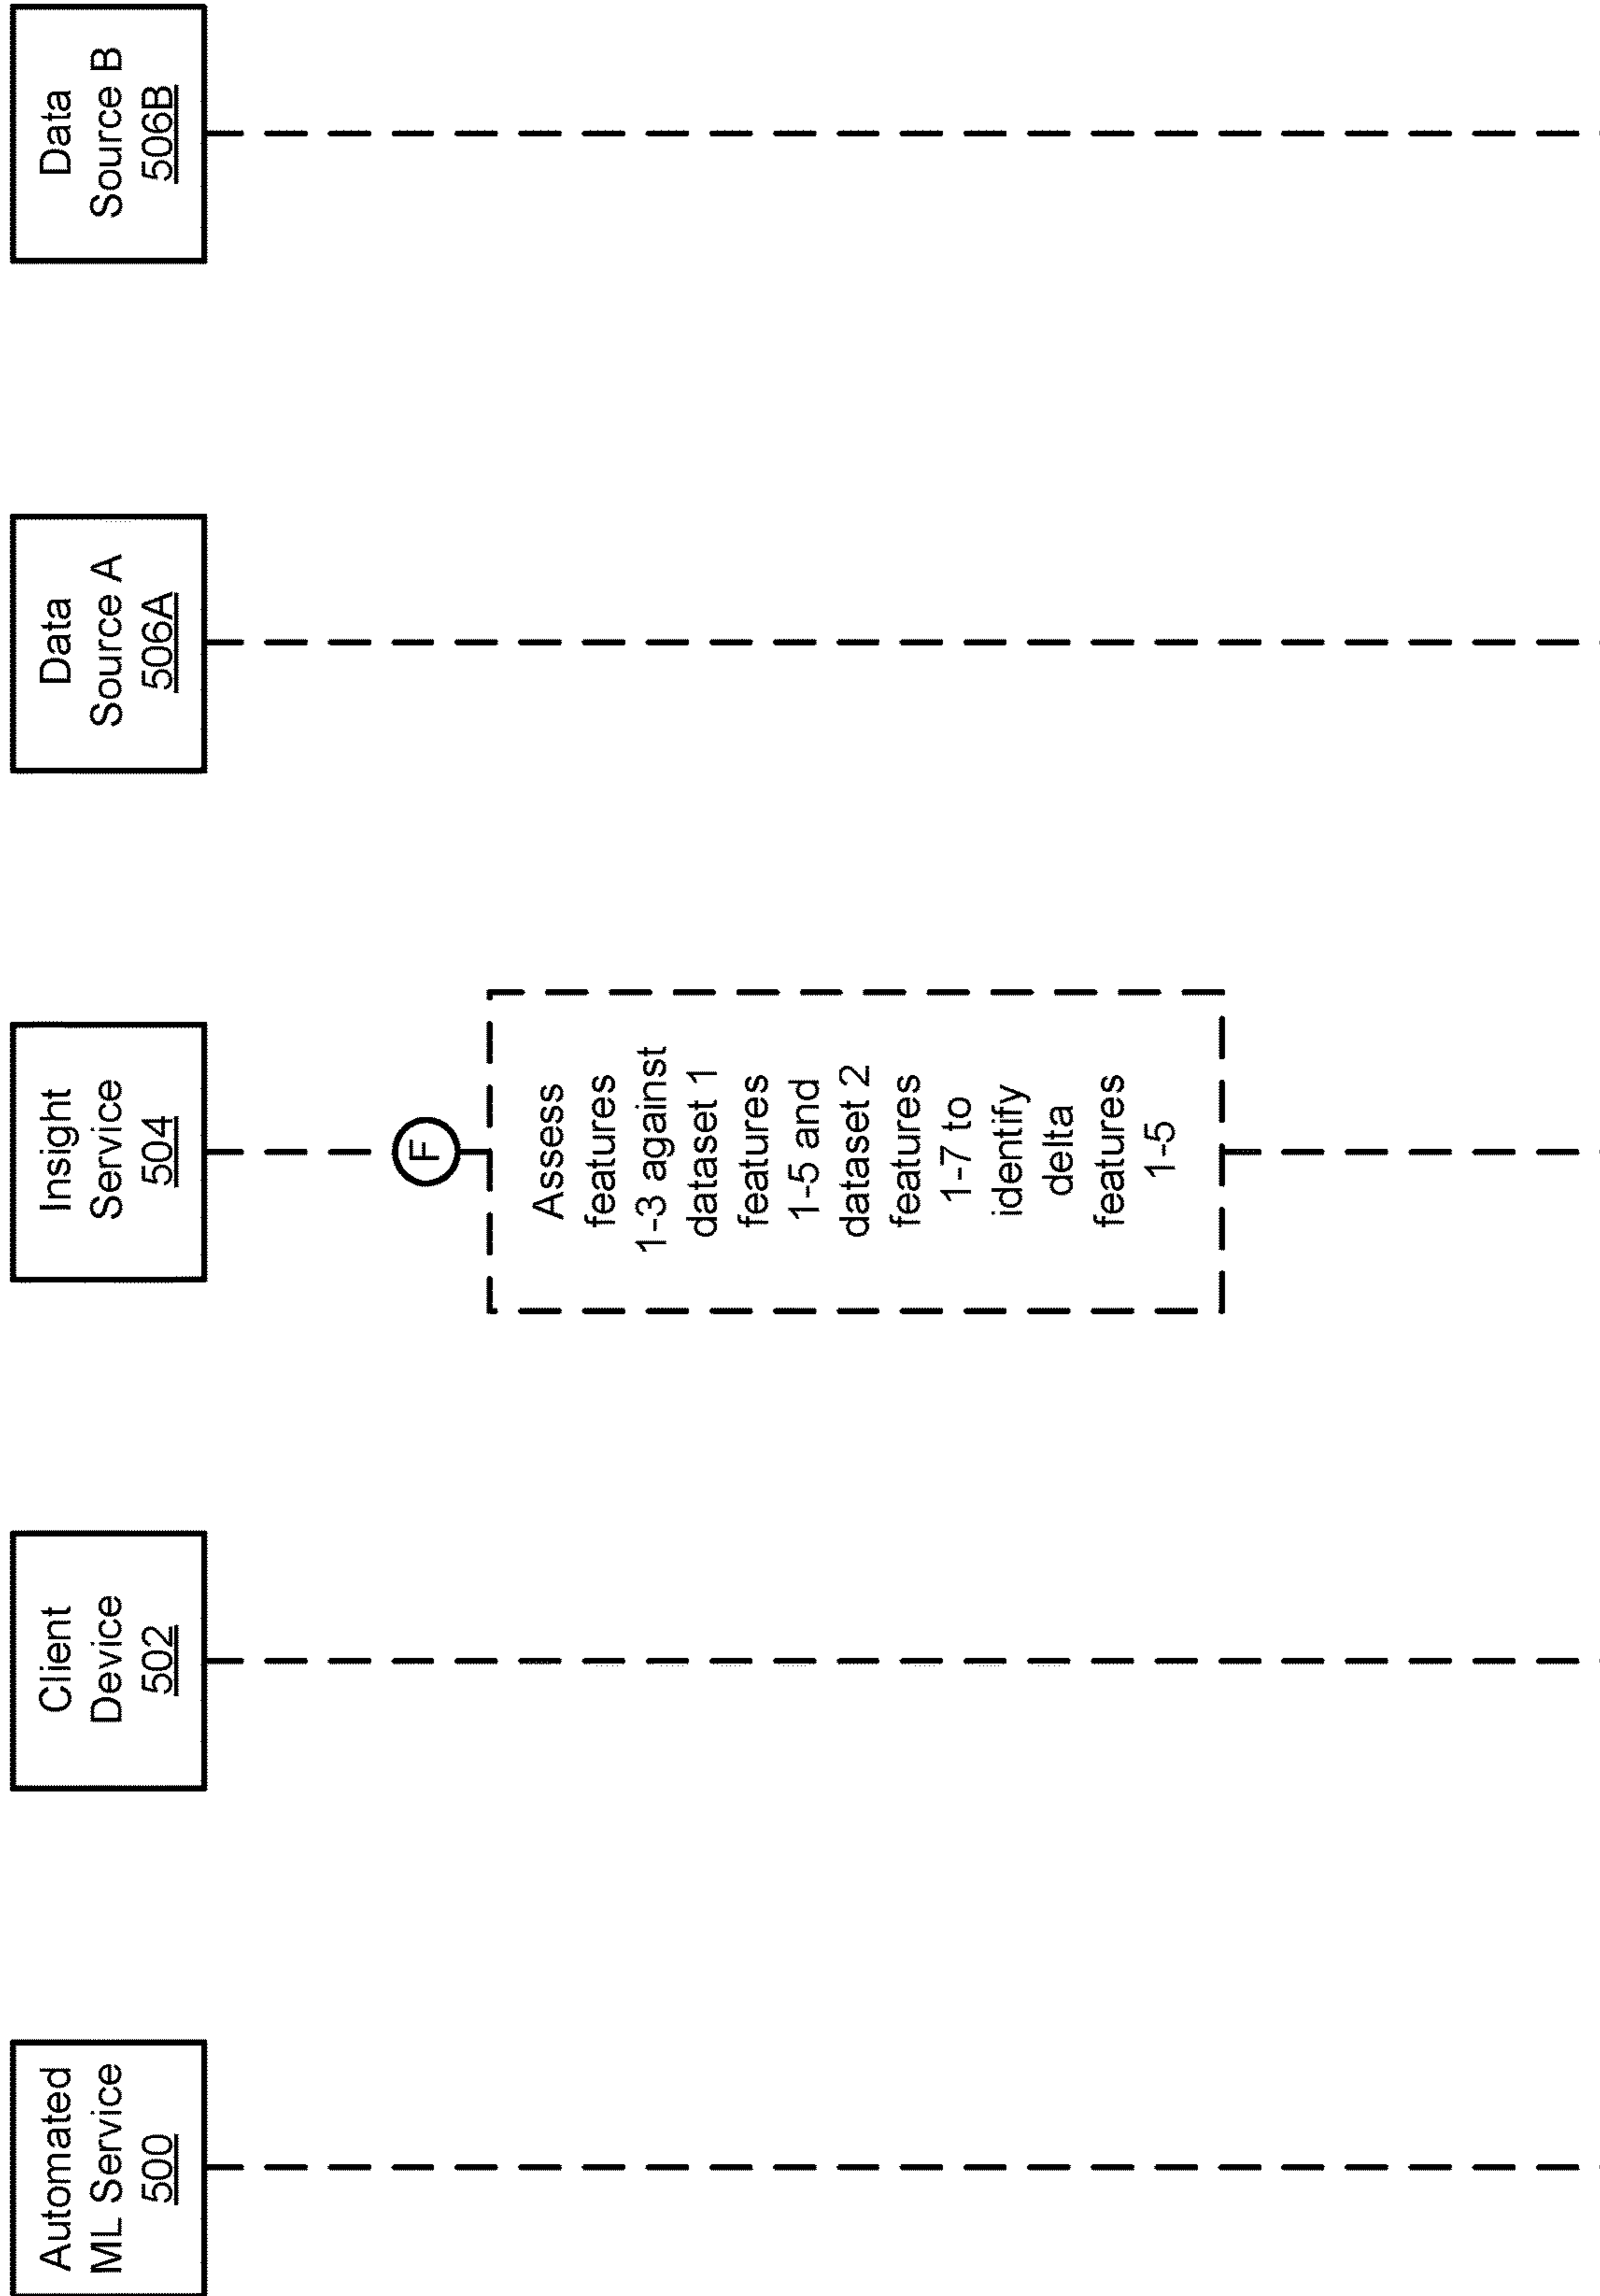 Automated
ML Service
500
Client
Device
502
Insight
Service
504
Data
Source A
506A
Data
Source B
506B
F
Assess
features
1-3 against
dataset 1
features
1-5 and
dataset 2
features
1-7 to
identify
delta
features
1-5